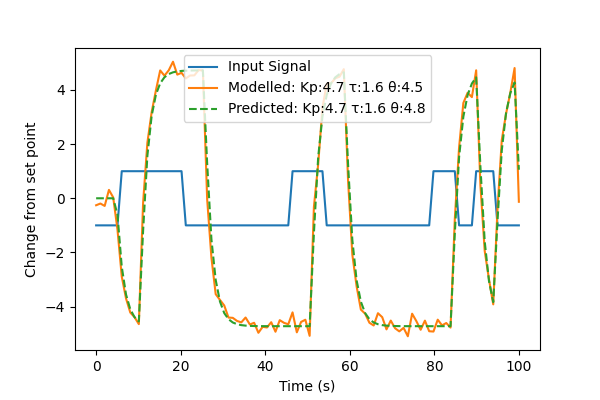 Input Signal
Modelled: Kp:4.7 τ:1.6 θ:4.5
Predicted: Kp:4.7 τ:1.6 θ:4.8
Change from set point
4
2
0
−2
−4
0 20 40 60 80 100
Time (s)